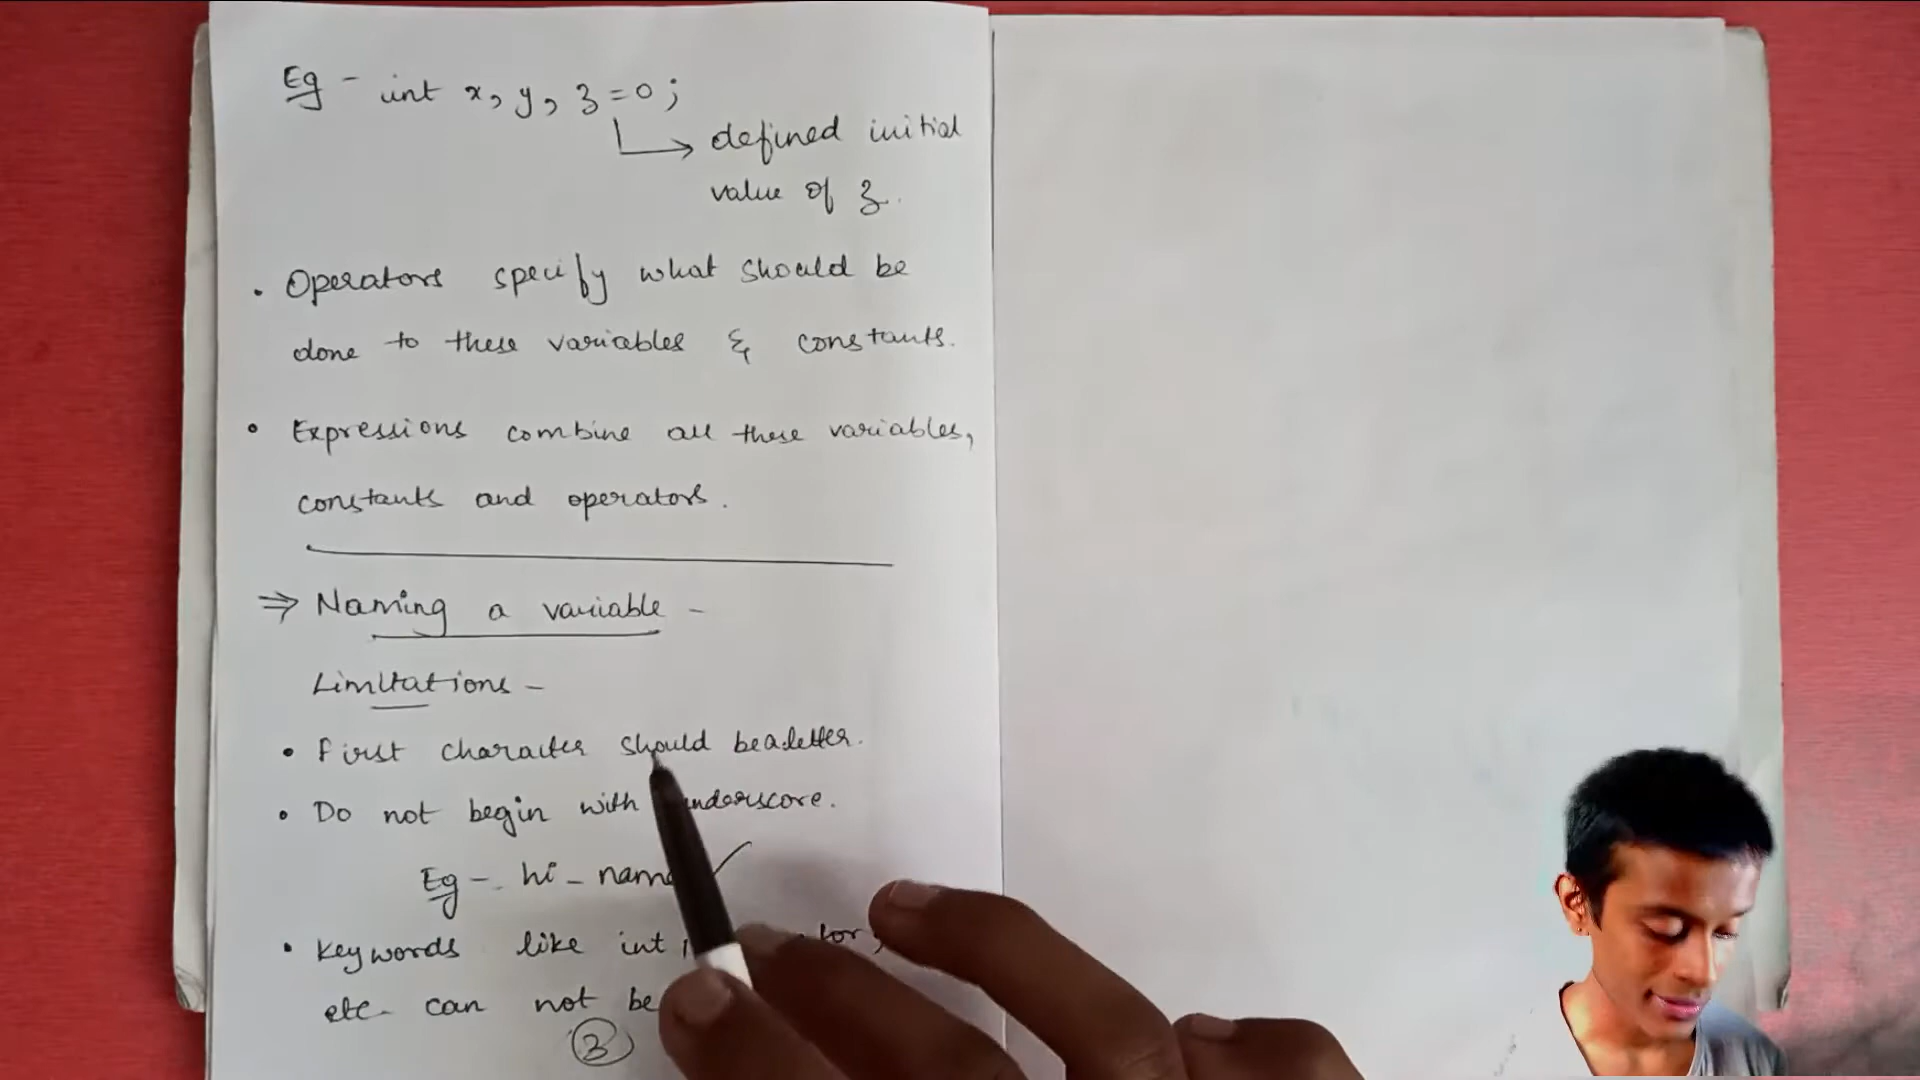 Eg - int x, y, z = 0 ;
defined initial
value of z.
. Operators specify what should be
done to these variables & constants.
• Expressions combine all these variables,
constants and operators.
⇒ Naming a variable -
Limitations -
• First character should be a letter.
• Do not begin with underscore.
Eg - hi _ name ✓
• Keywords like int for,
etc. can not be
3